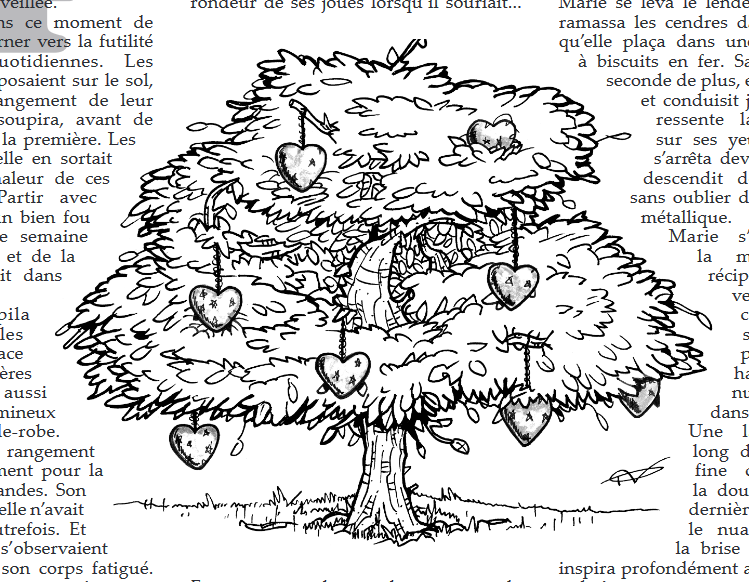 rondeur de ses joues lorsqu'il souriait...
veillée.
ns ce moment de
rner vers la futilité
uotidiennes. Les
posaient sur le sol,
angement de leur
soupira, avant de
la première. Les
elle en sortait
aleur de ces
Partir avec
n bien fou
e semaine
et de la
it dans
bila
Îles
ace
ères
aussi
mineux
le-robe.
rangement
ment pour la
andes. Son
elle n'avait
utrefois. Et
s'observaient
son corps fatigué.
Marie se leva le lende
ramassa les cendres da
qu'elle plaça dans une
à biscuits en fer. Sa
seconde de plus, e
et conduisit j
ressente la
sur ses yeu
s'arrêta dev
descendit d
sans oublier d
métallique.
Marie s'
la m
récip
ve
c
s
p
ha
nu
dans
Une l
long d
fine c
la dou
dernièr
le nua
la brise
inspira profondément a